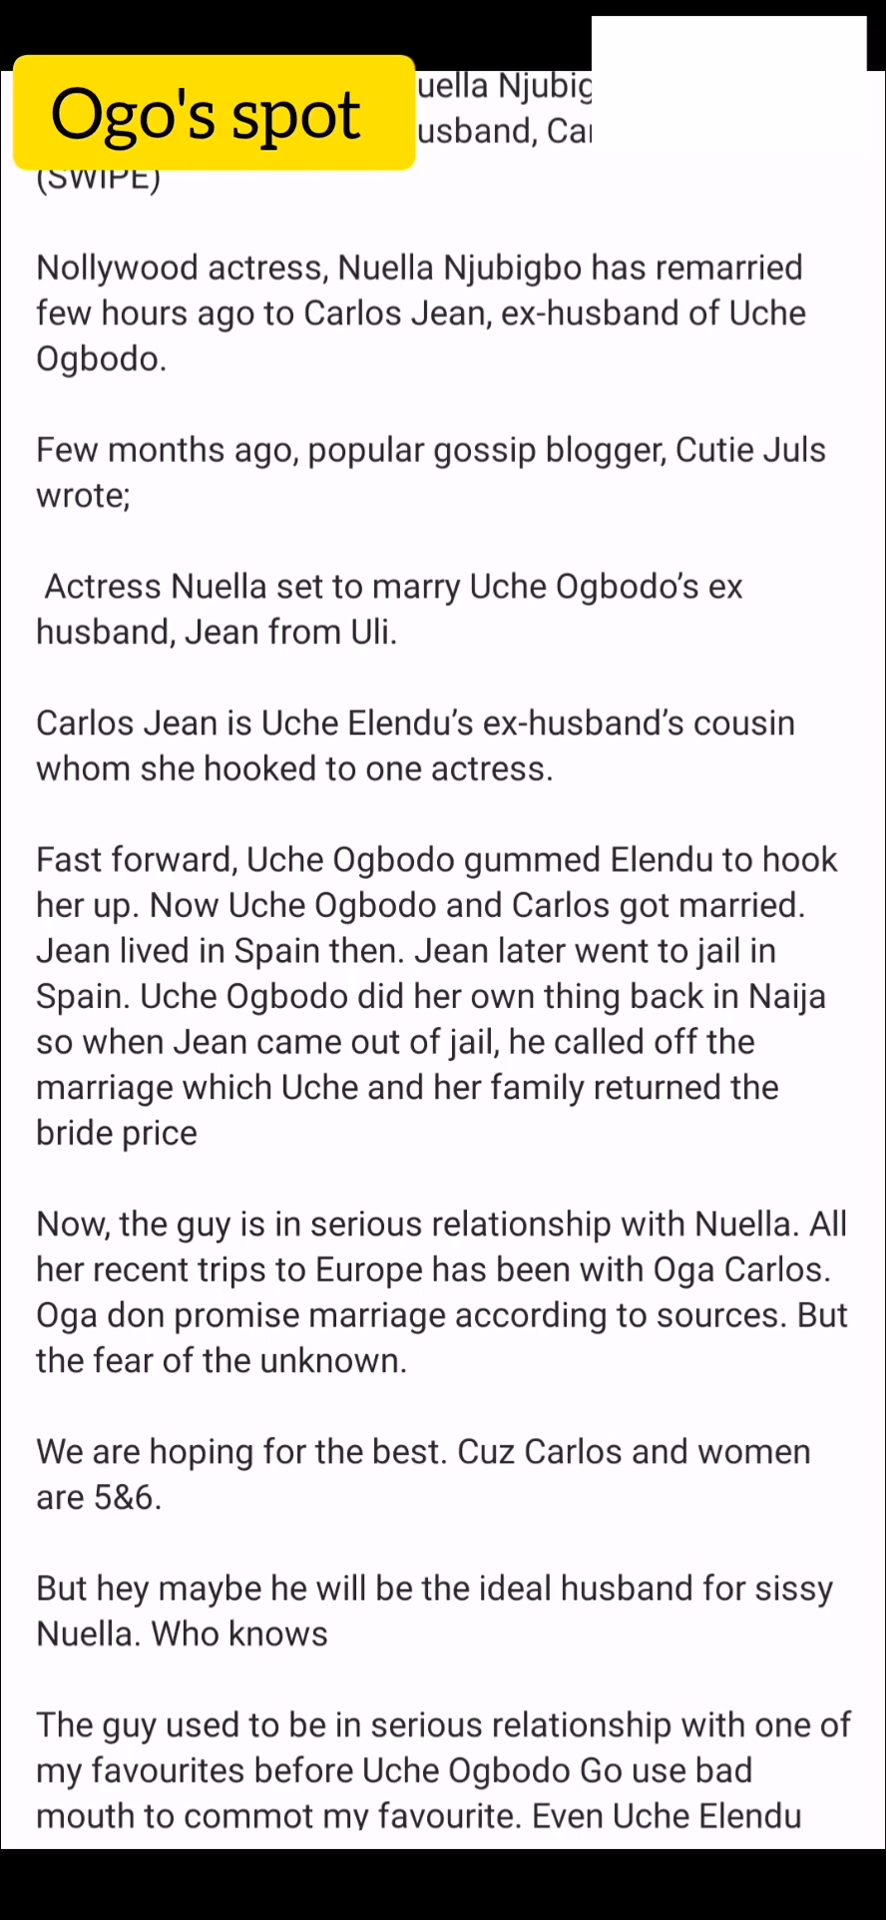 Ogo's spot
uella Njubig
usband, Car
(SWIPE)
Nollywood actress, Nuella Njubigbo has remarried
few hours ago to Carlos Jean, ex-husband of Uche
Ogbodo.
Few months ago, popular gossip blogger, Cutie Juls
wrote;
Actress Nuella set to marry Uche Ogbodo’s ex
husband, Jean from Uli.
Carlos Jean is Uche Elendu’s ex-husband’s cousin
whom she hooked to one actress.
Fast forward, Uche Ogbodo gummed Elendu to hook
her up. Now Uche Ogbodo and Carlos got married.
Jean lived in Spain then. Jean later went to jail in
Spain. Uche Ogbodo did her own thing back in Naija
so when Jean came out of jail, he called off the
marriage which Uche and her family returned the
bride price
Now, the guy is in serious relationship with Nuella. All
her recent trips to Europe has been with Oga Carlos.
Oga don promise marriage according to sources. But
the fear of the unknown.
We are hoping for the best. Cuz Carlos and women
are 5&6.
But hey maybe he will be the ideal husband for sissy
Nuella. Who knows
The guy used to be in serious relationship with one of
my favourites before Uche Ogbodo Go use bad
mouth to commot my favourite. Even Uche Elendu